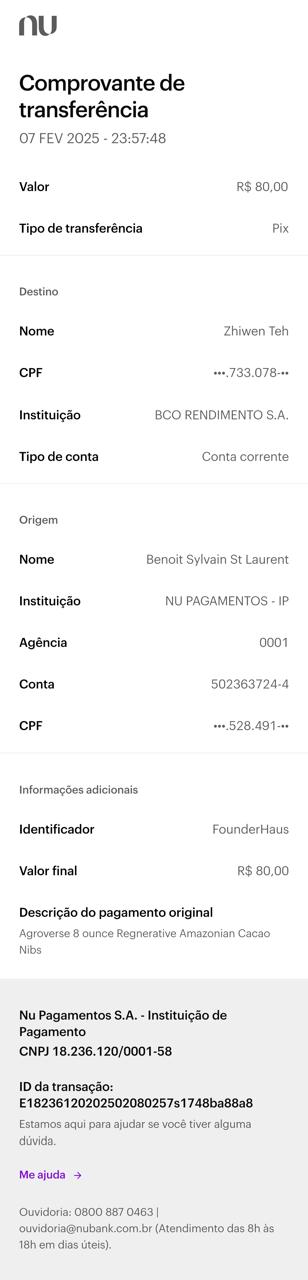 nu
Comprovante de
transferência
07 FEV 2025 - 23:57:48
Valor R$ 80,00
Tipo de transferência Pix
Destino
Nome Zhiwen Teh
CPF •••.733.078-••
Instituição BCO RENDIMENTO S.A.
Tipo de conta Conta corrente
Origem
Nome Benoit Sylvain St Laurent
Instituição NU PAGAMENTOS - IP
Agência 0001
Conta 502363724-4
CPF •••.528.491-••
Informações adicionais
Identificador FounderHaus
Valor final R$ 80,00
Descrição do pagamento original
Agroverse 8 ounce Regnerative Amazonian Cacao
Nibs
Nu Pagamentos S.A. - Instituição de
Pagamento
CNPJ 18.236.120/0001-58
ID da transação:
E18236120202502080257s1748ba88a8
Estamos aqui para ajudar se você tiver alguma
dúvida.
Me ajuda →
Ouvidoria: 0800 887 0463 |
ouvidoria@nubank.com.br (Atendimento das 8h às
18h em dias úteis).